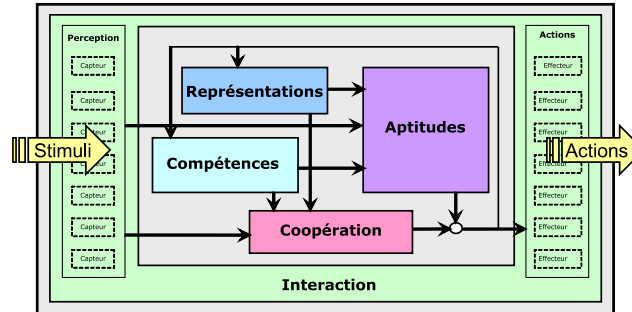 Perception
Capteur
Capteur
Capteur
Capteur
Capteur
Capteur
Capteur
Stimuli
Représentations
Compétences
Aptitudes
Coopération
Interaction
Actions
Effecteur
Effecteur
Effecteur
Effecteur
Effecteur
Effecteur
Effecteur
Actions